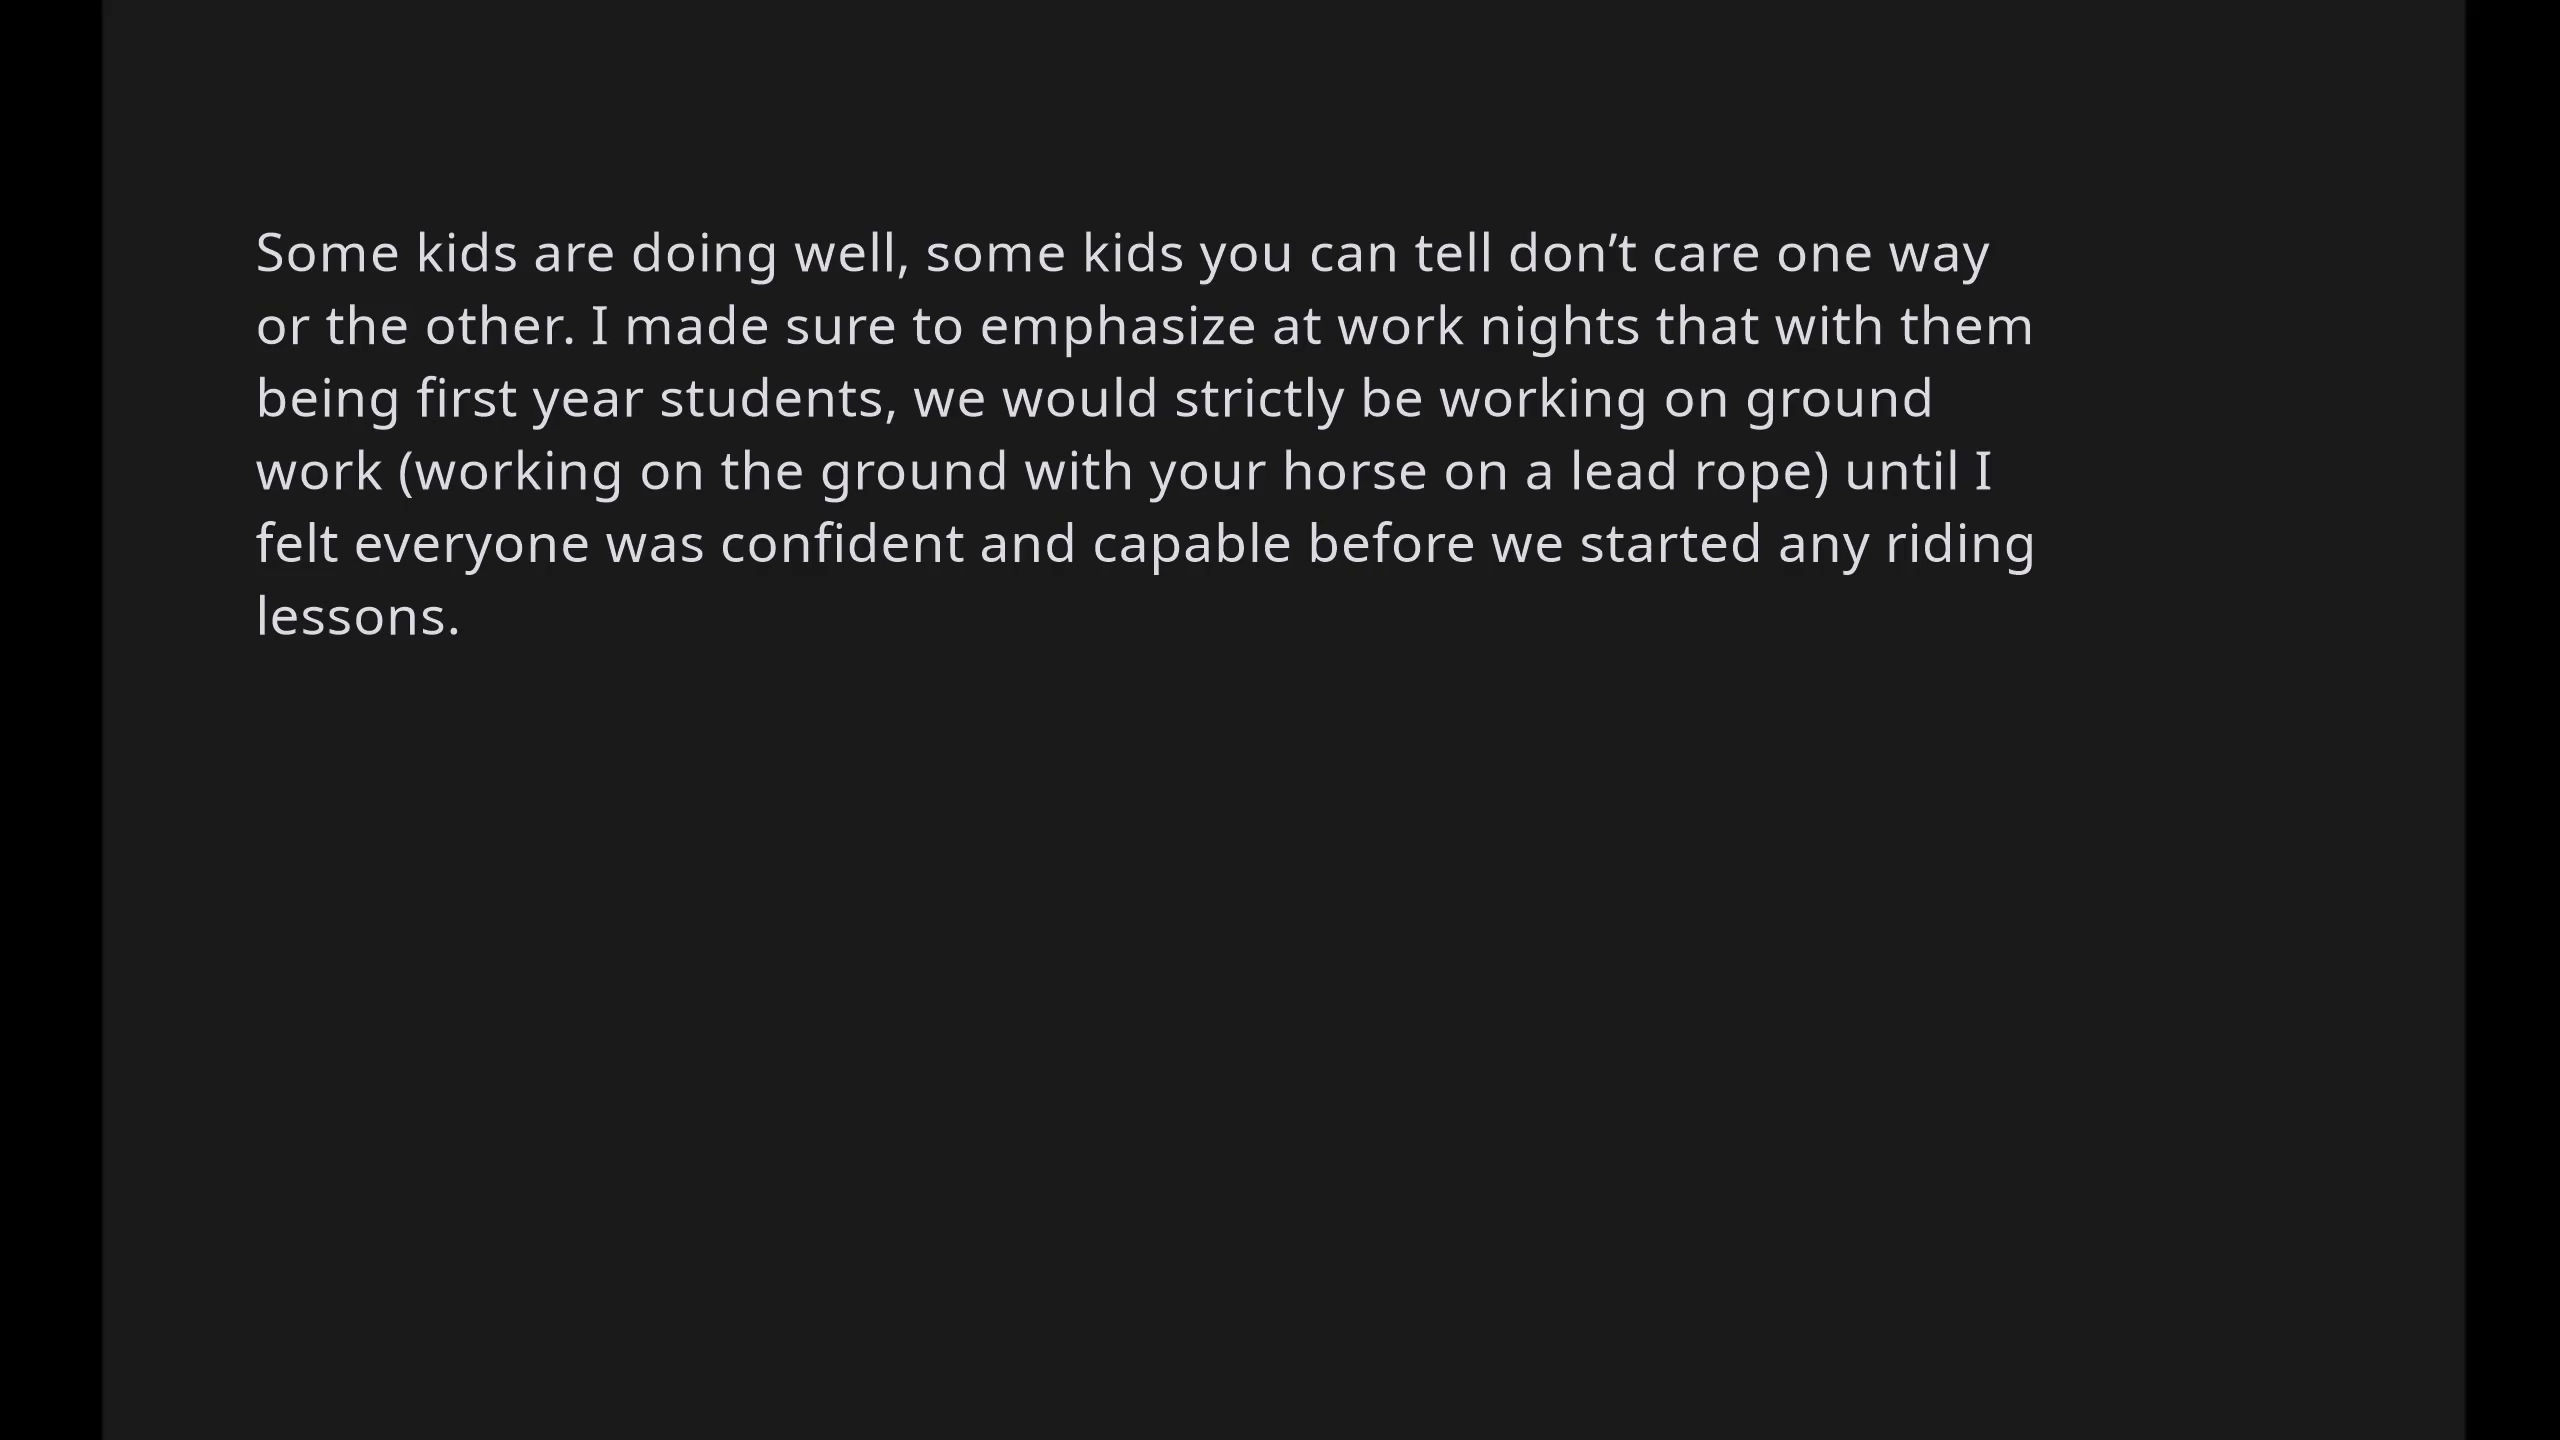 Some kids are doing well, some kids you can tell don’t care one way
or the other. I made sure to emphasize at work nights that with them
being first year students, we would strictly be working on ground
work (working on the ground with your horse on a lead rope) until I
felt everyone was confident and capable before we started any riding
lessons.